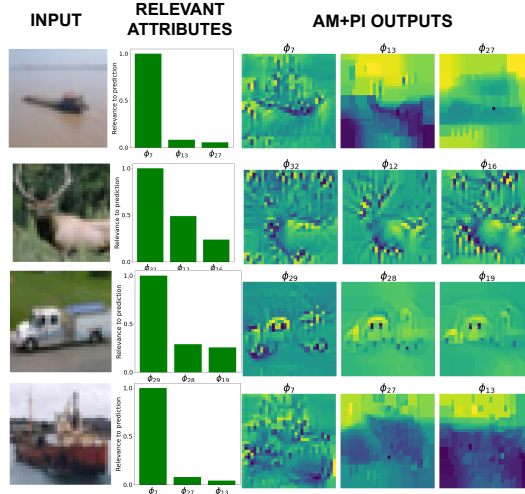 INPUT
RELEVANT
ATTRIBUTES
AM+PI OUTPUTS
Relevance to prediction
1.0
0.5
0.0
ϕ7 ϕ13 ϕ27
ϕ7 ϕ13 ϕ27
Relevance to prediction
1.0
0.5
0.0
ϕ32 ϕ12 ϕ16
ϕ32 ϕ12 ϕ16
Relevance to prediction
1.0
0.5
0.0
ϕ29 ϕ28 ϕ19
ϕ29 ϕ28 ϕ19
Relevance to prediction
1.0
0.5
0.0
ϕ7 ϕ27 ϕ13
ϕ7 ϕ27 ϕ13